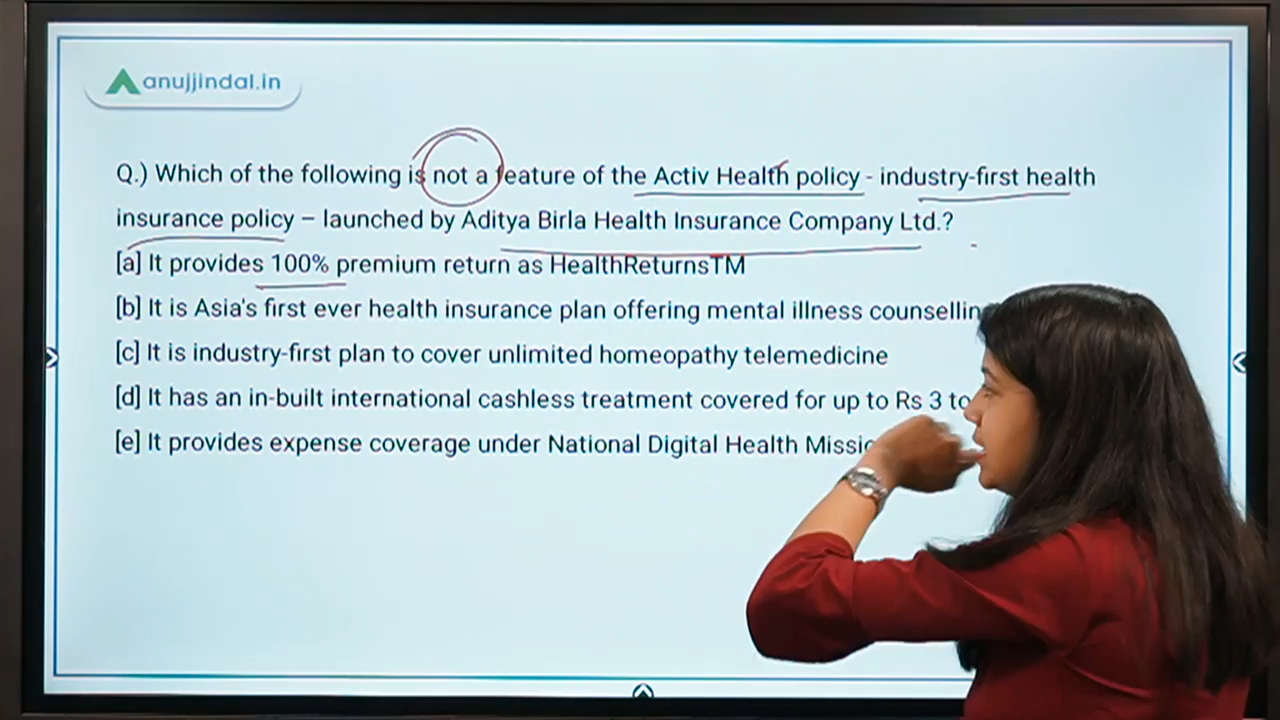 anujjindal.in
Q.) Which of the following is not a feature of the Activ Health policy - industry-first health
insurance policy – launched by Aditya Birla Health Insurance Company Ltd.?
[a] It provides 100% premium return as HealthReturnsTM
[b] It is Asia's first ever health insurance plan offering mental illness
[c] It is industry-first plan to cover unlimited homeopathy telemedicine
[d] It has an in-built international cashless treatment covered for up to Rs 3 to
[e] It provides expense coverage under National Digital Health